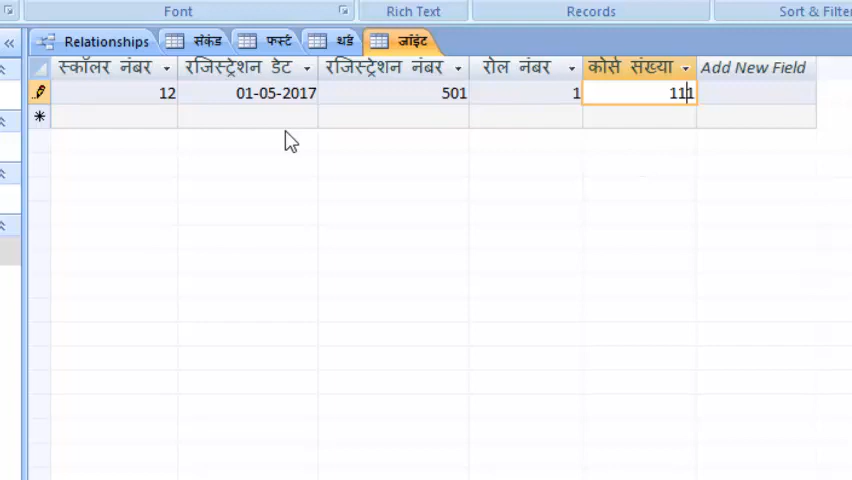 Font Rich Text Records Sort & Filter
Relationships सेकंड फर्स्ट थर्ड जॉइंट
स्कॉलर नंबर रजिस्ट्रेशन डेट रजिस्ट्रेशन नंबर रोल नंबर कोर्स संख्या Add New Field
12 01-05-2017 501 1 111